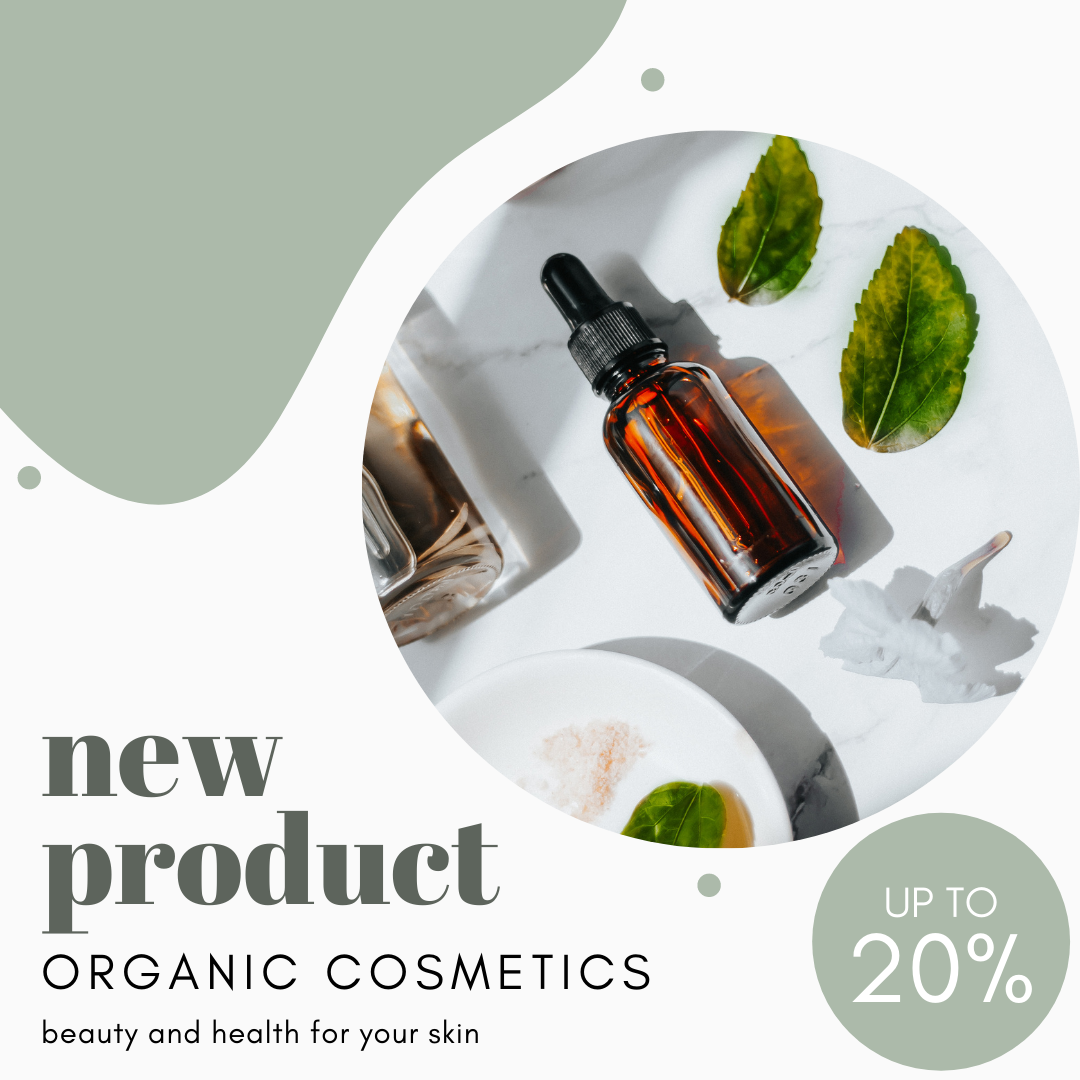 new
product
ORGANIC COSMETICS
beauty and health for your skin
UP TO
20%